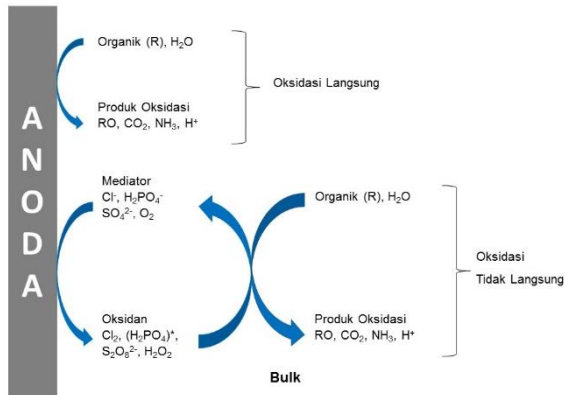 ANODA
Organik (R), H₂O
Oksidasi Langsung
Produk Oksidasi
RO, CO₂, NH₃, H⁺
Mediator
Cl⁻, H₂PO₄⁻
SO₄²⁻, O₂
Organik (R), H₂O
Oksidasi
Tidak Langsung
Oksidan
Cl₂, (H₂PO₄)*,
S₂O₈²⁻, H₂O₂
Produk Oksidasi
RO, CO₂, NH₃, H⁺
Bulk